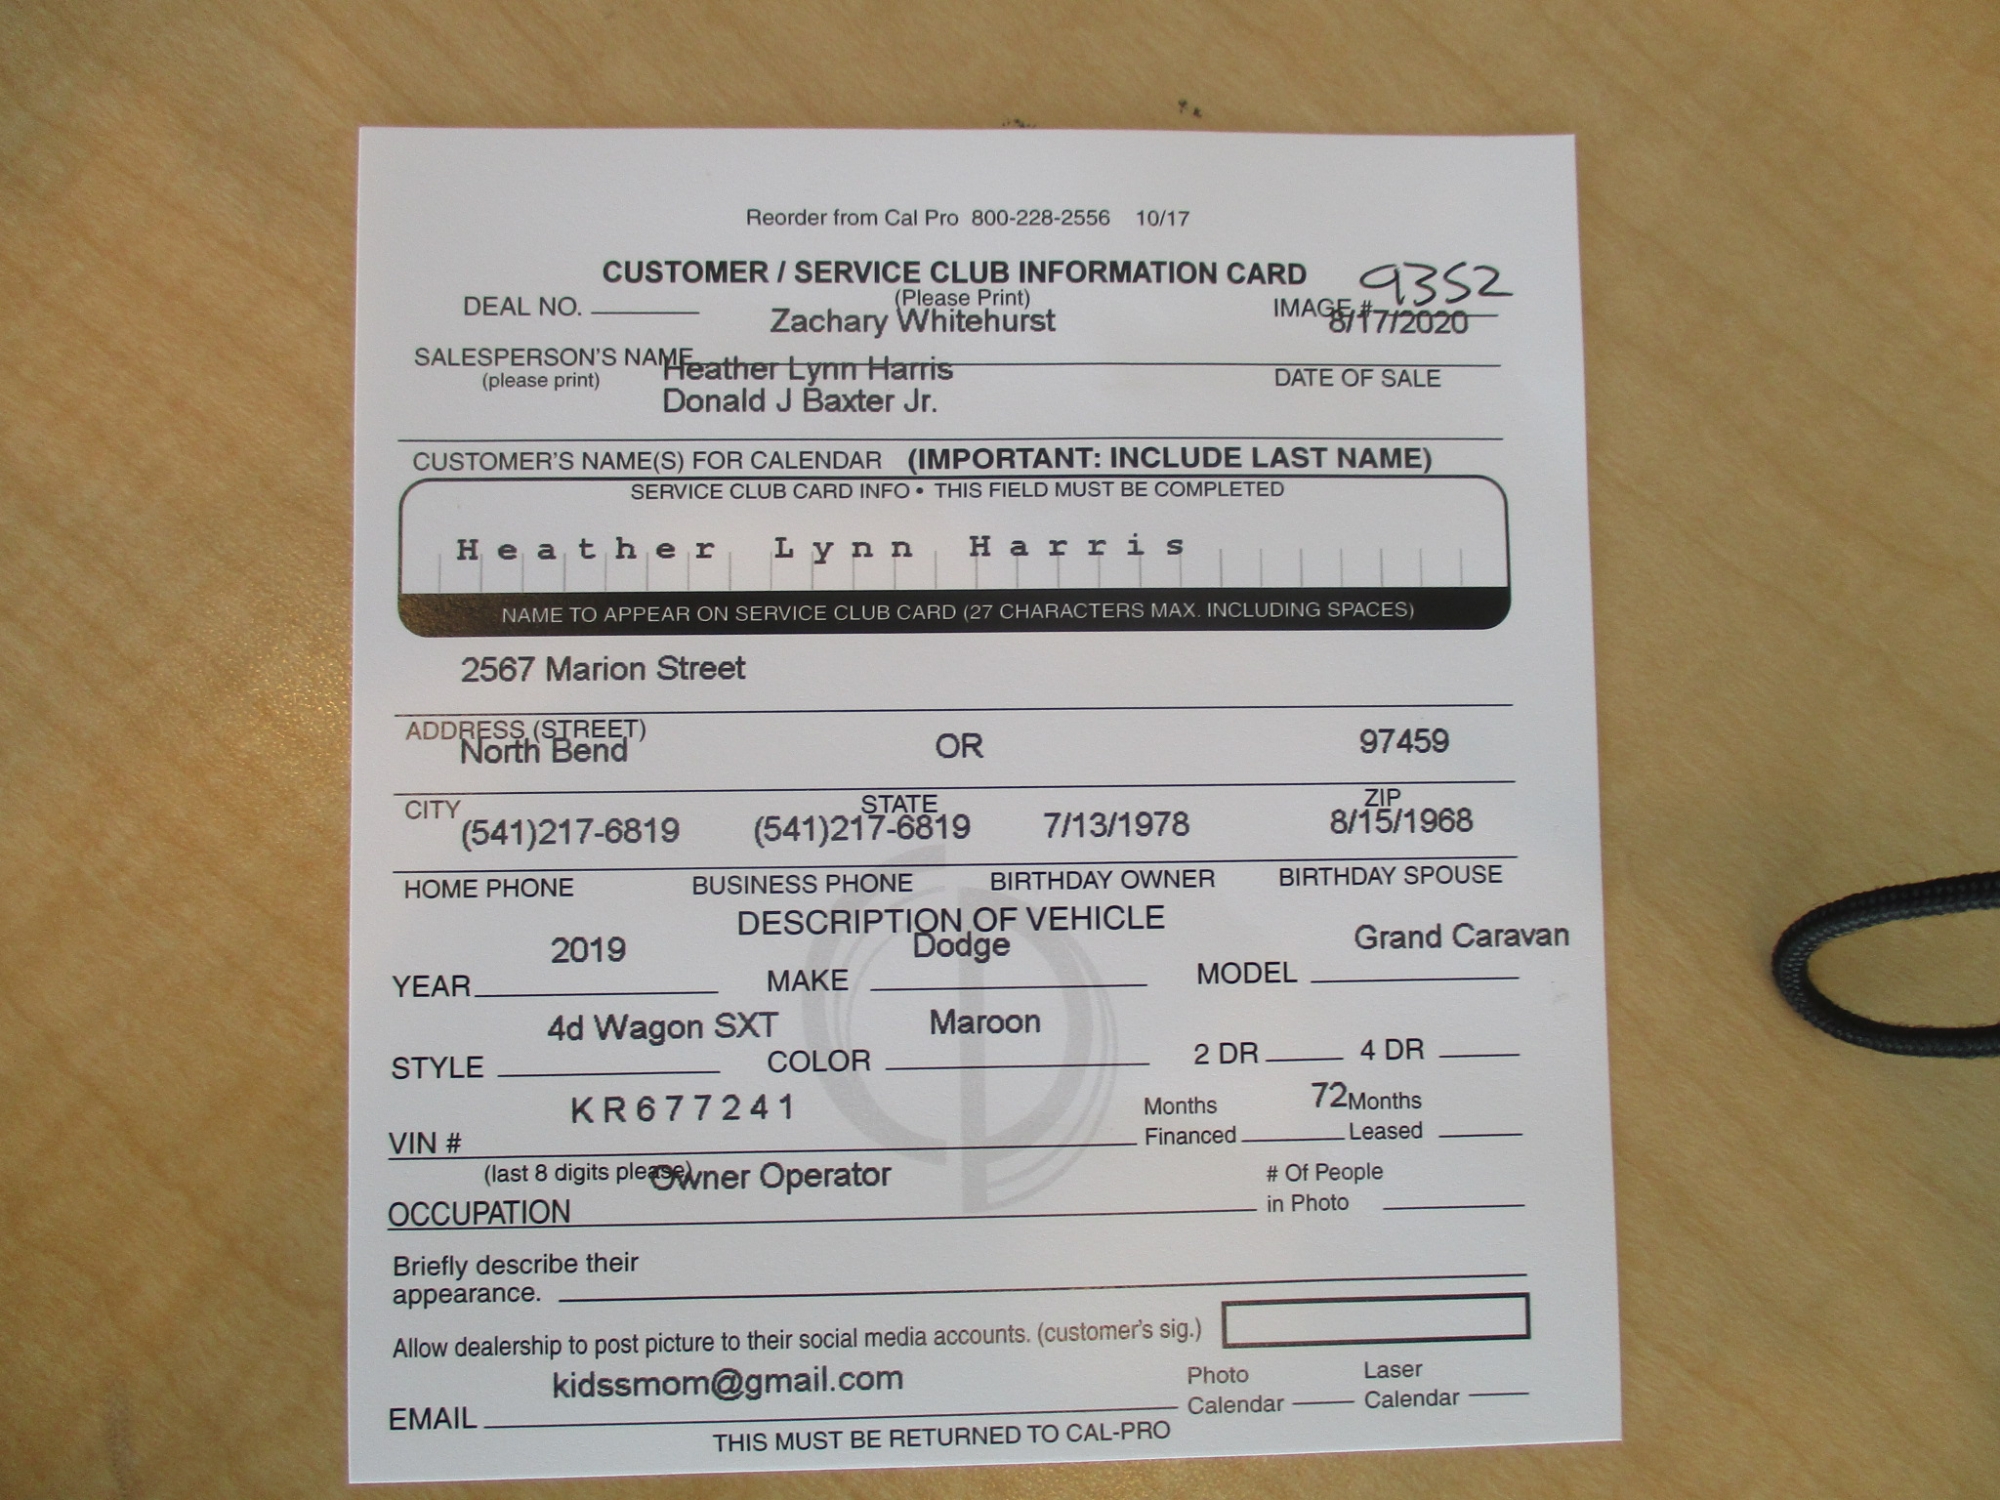 Reorder from Cal Pro 800-228-2556 10/17
CUSTOMER / SERVICE CLUB INFORMATION CARD 9352
(Please Print)
DEAL NO. Zachary Whitehurst IMAGE # 8/17/2020
SALESPERSON'S NAME Heather Lynn Harris
(please print) DATE OF SALE
Donald J Baxter Jr.
CUSTOMER'S NAME(S) FOR CALENDAR (IMPORTANT: INCLUDE LAST NAME)
SERVICE CLUB CARD INFO • THIS FIELD MUST BE COMPLETED
Heather Lynn Harris
NAME TO APPEAR ON SERVICE CLUB CARD (27 CHARACTERS MAX. INCLUDING SPACES)
2567 Marion Street
ADDRESS (STREET)
North Bend OR 97459
CITY STATE ZIP
(541)217-6819 (541)217-6819 7/13/1978 8/15/1968
HOME PHONE BUSINESS PHONE BIRTHDAY OWNER BIRTHDAY SPOUSE
DESCRIPTION OF VEHICLE
2019 Dodge Grand Caravan
YEAR MAKE MODEL
4d Wagon SXT Maroon
STYLE COLOR 2 DR 4 DR
KR677241 Months 72 Months
VIN # Financed Leased
(last 8 digits please) Owner Operator # Of People
OCCUPATION in Photo
Briefly describe their
appearance.
Allow dealership to post picture to their social media accounts. (customer's sig.)
kidssmom@gmail.com Photo Laser
EMAIL Calendar Calendar
THIS MUST BE RETURNED TO CAL-PRO